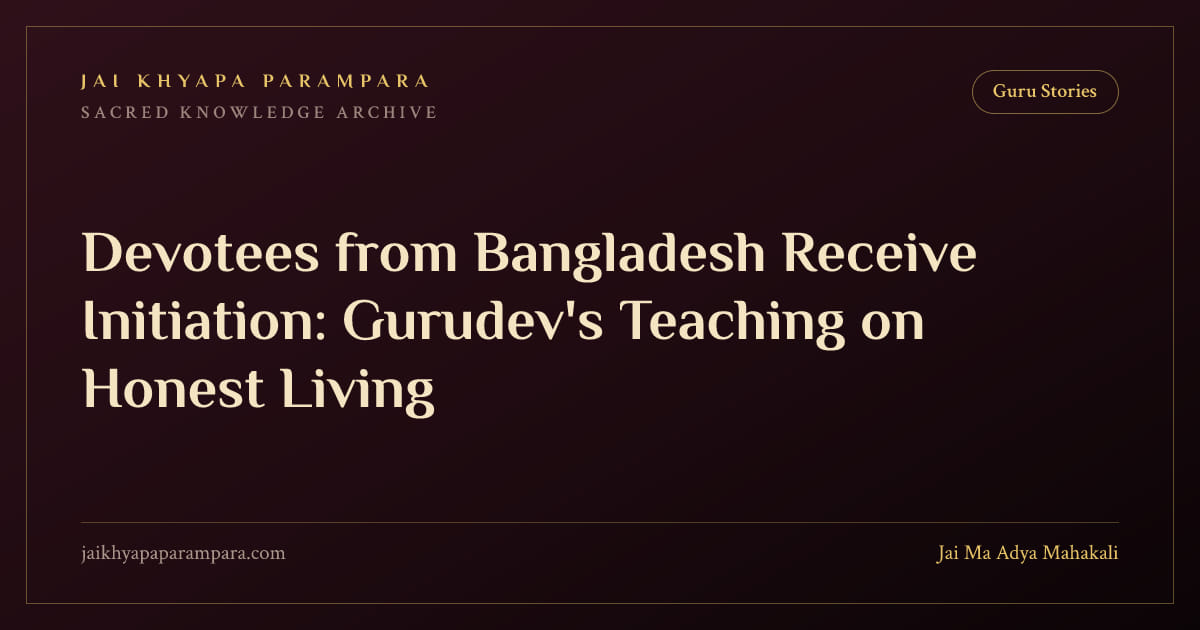 JAI KHYAPA PARAMPARA
SACRED KNOWLEDGE ARCHIVE
Guru Stories
Devotees from Bangladesh Receive
Initiation: Gurudev's Teaching on
Honest Living
jaikhyapaparampara.com
Jai Ma Adya Mahakali